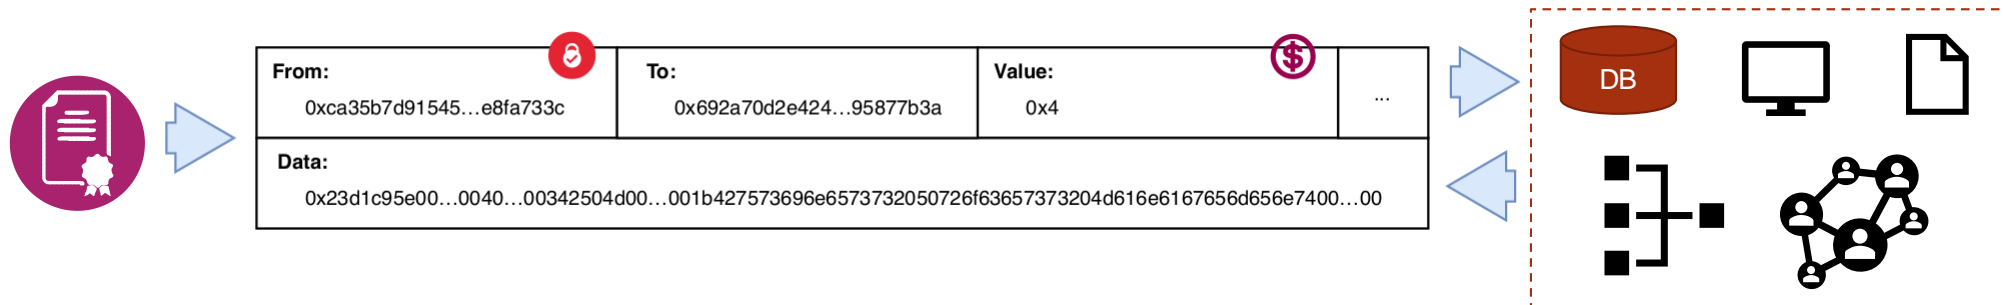 From:
0xca35b7d91545…e8fa733c
To:
0x692a70d2e424…95877b3a
Value:
0x4
...
Data:
0x23d1c95e00…0040…00342504d00…001b427573696e6573732050726f63657373204d616e6167656d656e7400…00
$
DB